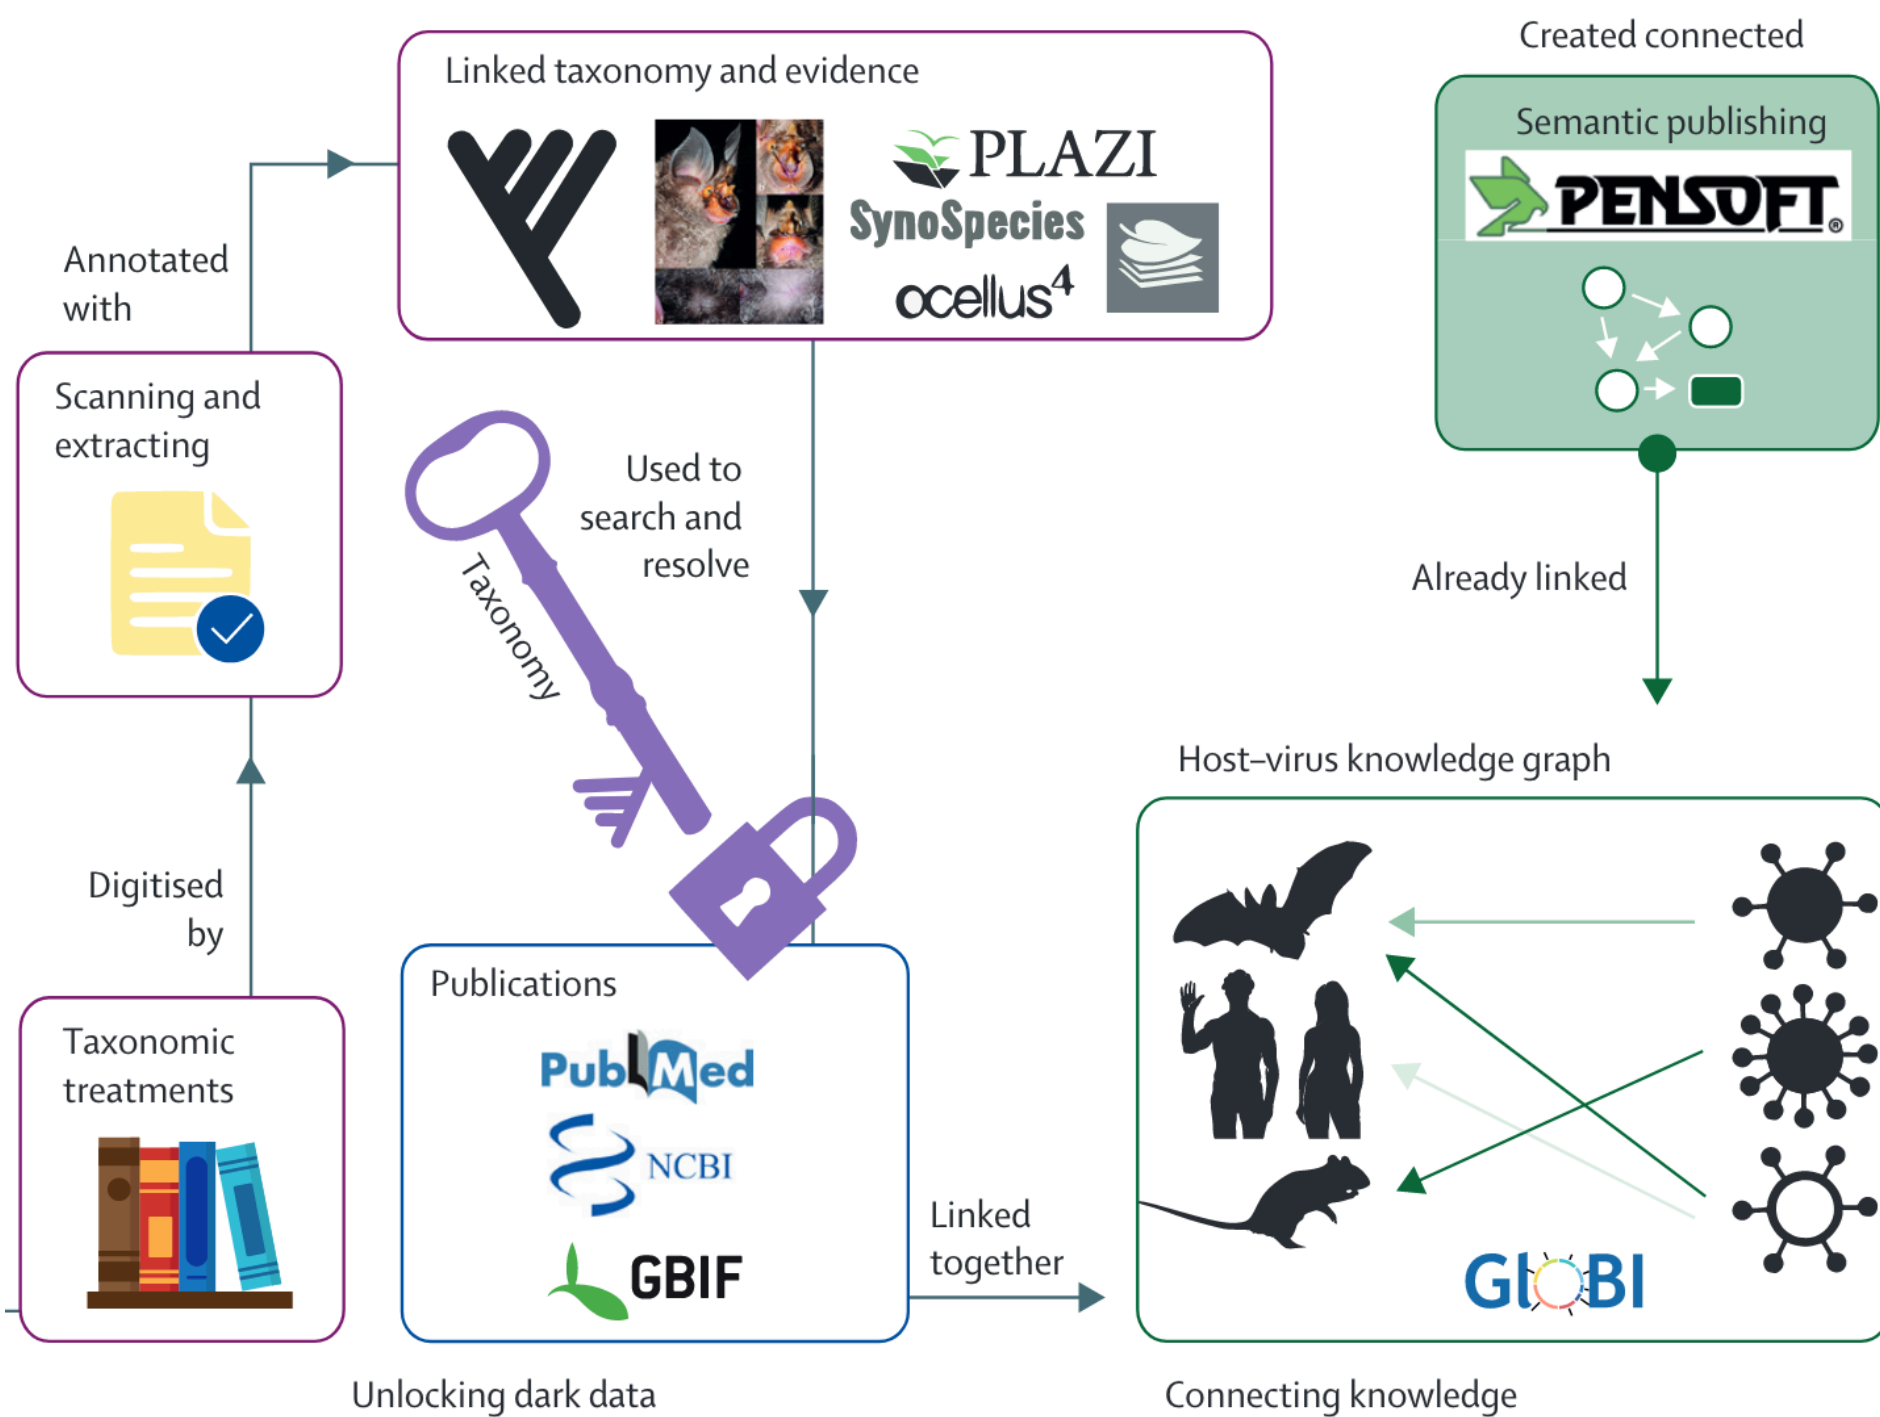 Created connected
Linked taxonomy and evidence
PLAZI
SynoSpecies
ocellus4
Semantic publishing
PENSOFT®
Annotated
with
Scanning and
extracting
Used to
search and
resolve
Taxonomy
Already linked
Host–virus knowledge graph
Digitised
by
Taxonomic
treatments
Publications
PubMed
NCBI
GBIF
Linked
together
GloBI
Unlocking dark data
Connecting knowledge